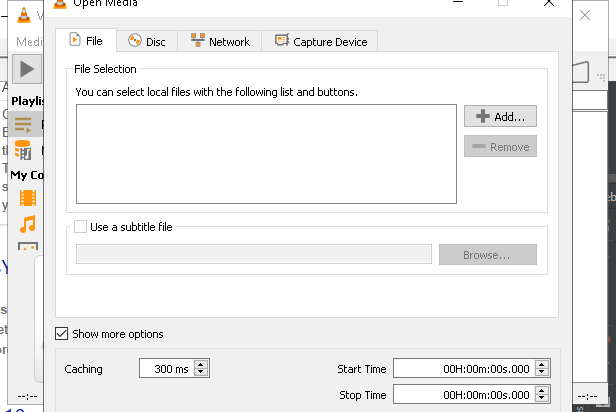 Open Media
Medi
File
Disc
Network
Capture Device
File Selection
You can select local files with the following list and buttons.
Add...
Remove
Playlis
My Co
Use a subtitle file
Browse...
Show more options
Caching
300 ms
Start Time
00H:00m:00s.000
Stop Time
00H:00m:00s.000
--:--
--:--